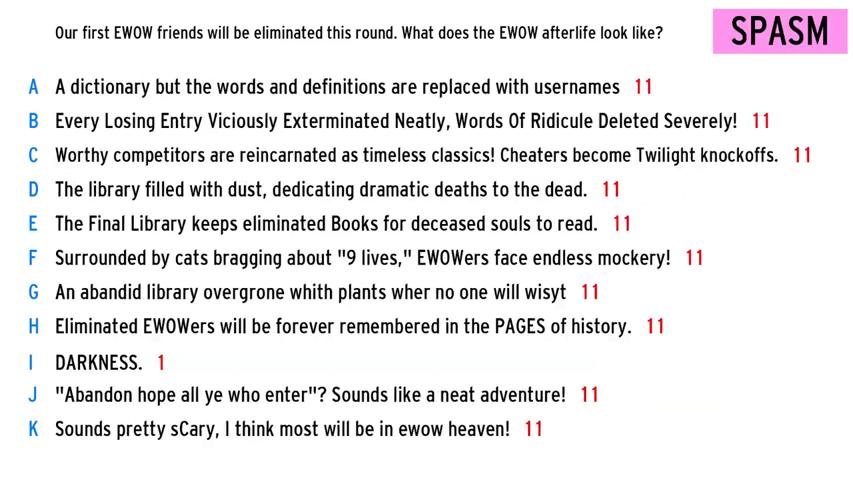 Our first EWOW friends will be eliminated this round. What does the EWOW afterlife look like?
SPASM
A A dictionary but the words and definitions are replaced with usernames 11
B Every Losing Entry Viciously Exterminated Neatly, Words Of Ridicule Deleted Severely! 11
C Worthy competitors are reincarnated as timeless classics! Cheaters become Twilight knockoffs. 11
D The library filled with dust, dedicating dramatic deaths to the dead. 11
E The Final Library keeps eliminated Books for deceased souls to read. 11
F Surrounded by cats bragging about "9 lives," EWOWers face endless mockery! 11
G An abandid library overgrone whith plants wher no one will wisyt 11
H Eliminated EWOWers will be forever remembered in the PAGES of history. 11
I DARKNESS. 1
J "Abandon hope all ye who enter"? Sounds like a neat adventure! 11
K Sounds pretty sCary, I think most will be in ewow heaven! 11